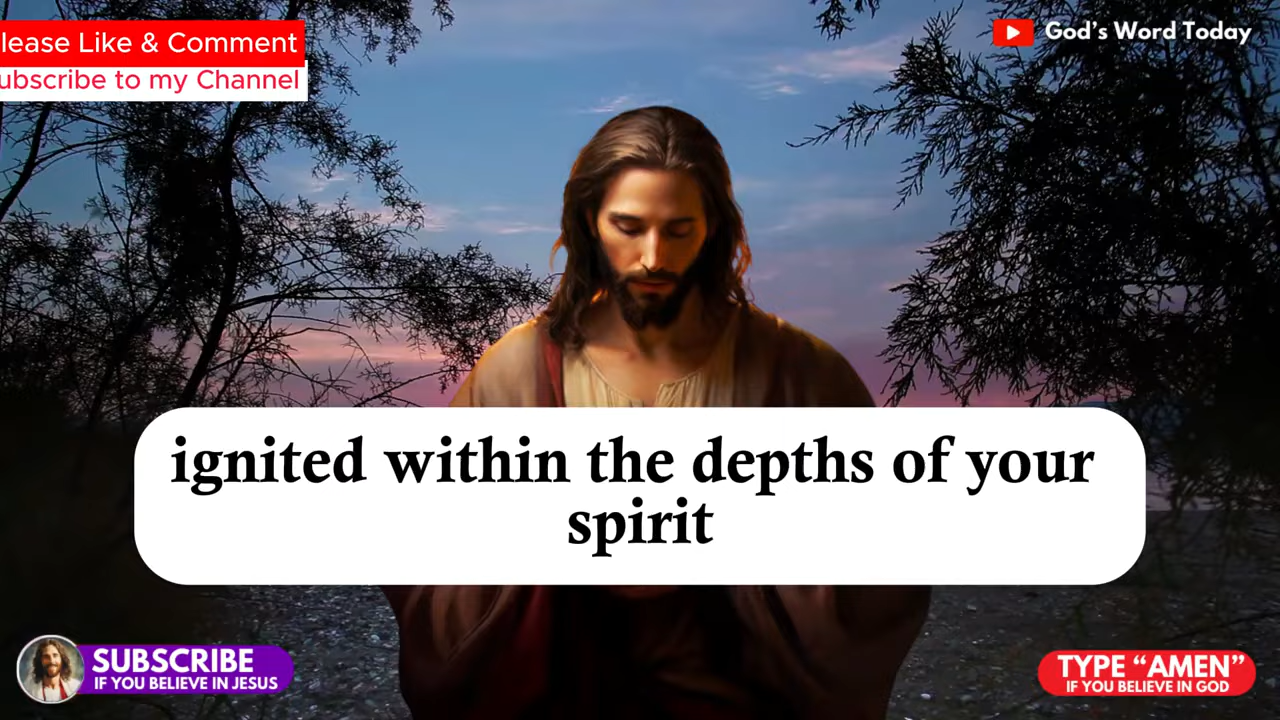 lease Like & Comment
ubscribe to my Channel
God's Word Today
ignited within the depths of your
spirit
SUBSCRIBE
IF YOU BELIEVE IN JESUS
TYPE “AMEN”
IF YOU BELIEVE IN GOD